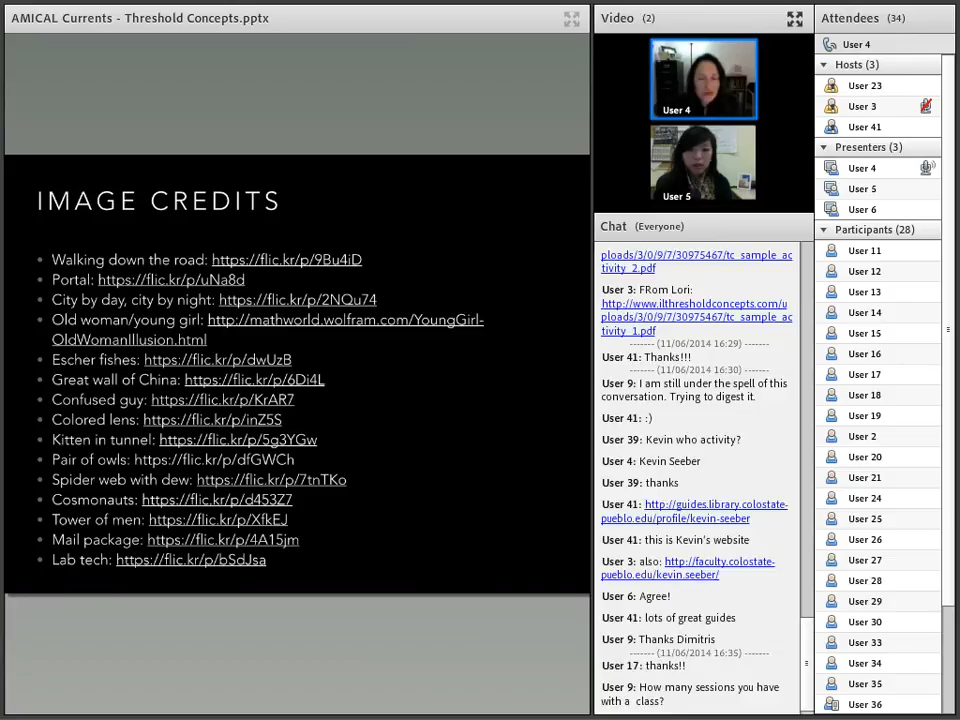 AMICAL Currents - Threshold Concepts.pptx
IMAGE CREDITS
Walking down the road: https://flic.kr/p/9Bu4iD
Portal: https://flic.kr/p/uNa8d
City by day, city by night: https://flic.kr/p/2NQu74
Old woman/young girl: http://mathworld.wolfram.com/YoungGirl-
OldWomanIllusion.html
Escher fishes: https://flic.kr/p/dwUzB
Great wall of China: https://flic.kr/p/6Di4L
Confused guy: https://flic.kr/p/KrAR7
Colored lens: https://flic.kr/p/inZ5S
Kitten in tunnel: https://flic.kr/p/5g3YGw
Pair of owls: https://flic.kr/p/dfGWCh
Spider web with dew: https://flic.kr/p/7tnTKo
Cosmonauts: https://flic.kr/p/d453Z7
Tower of men: https://flic.kr/p/XfkEJ
Mail package: https://flic.kr/p/4A15jm
Lab tech: https://flic.kr/p/bSdJsa
Video (2)
User 4
User 5
Chat (Everyone)
ploads/3/0/9/7/30975467/tc_sample_ac
tivity_2.pdf
User 3: FRom Lori:
http://www.ilthresholdconcepts.com/u
ploads/3/0/9/7/30975467/tc_sample_ac
tivity_1.pdf
------- (11/06/2014 16:29) -------
User 41: Thanks!!!
------- (11/06/2014 16:30) -------
User 9: I am still under the spell of this
conversation. Trying to digest it.
User 41: :)
User 39: Kevin who activity?
User 4: Kevin Seeber
User 39: thanks
User 41: http://guides.library.colostate-
pueblo.edu/profile/kevin-seeber
User 41: this is Kevin's website
User 3: also: http://faculty.colostate-
pueblo.edu/kevin.seeber/
User 6: Agree!
User 41: lots of great guides
User 9: Thanks Dimitris
------- (11/06/2014 16:35) -------
User 17: thanks!!
User 9: How many sessions you have
with a class?
Attendees (34)
User 4
Hosts (3)
User 23
User 3
User 41
Presenters (3)
User 4
User 5
User 6
Participants (28)
User 11
User 12
User 13
User 14
User 15
User 16
User 17
User 18
User 19
User 2
User 20
User 21
User 24
User 25
User 26
User 27
User 28
User 29
User 30
User 33
User 34
User 35
User 36